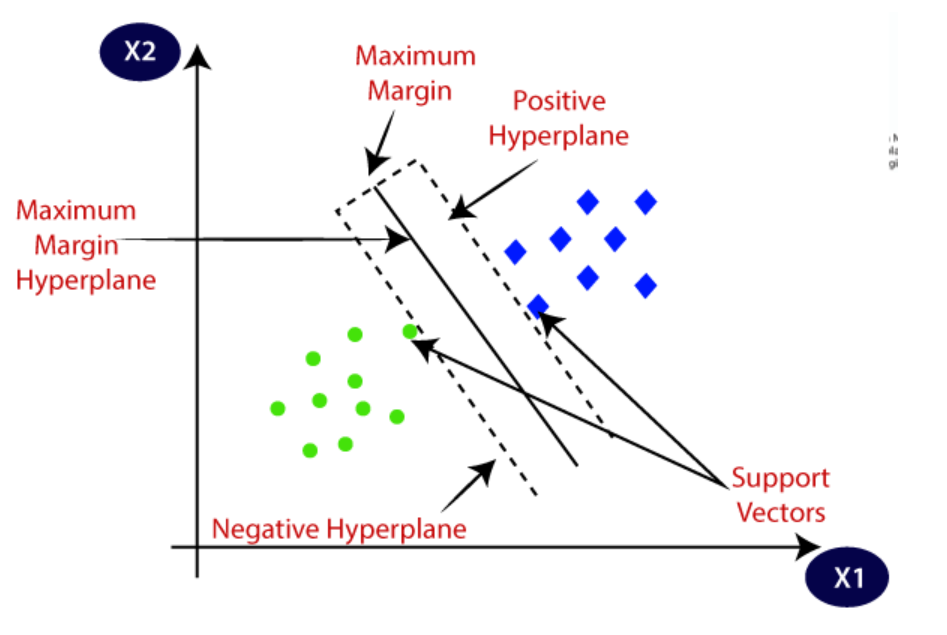 X2
Maximum
Margin
Positive
Hyperplane
Maximum
Margin
Hyperplane
Support
Vectors
Negative Hyperplane
X1